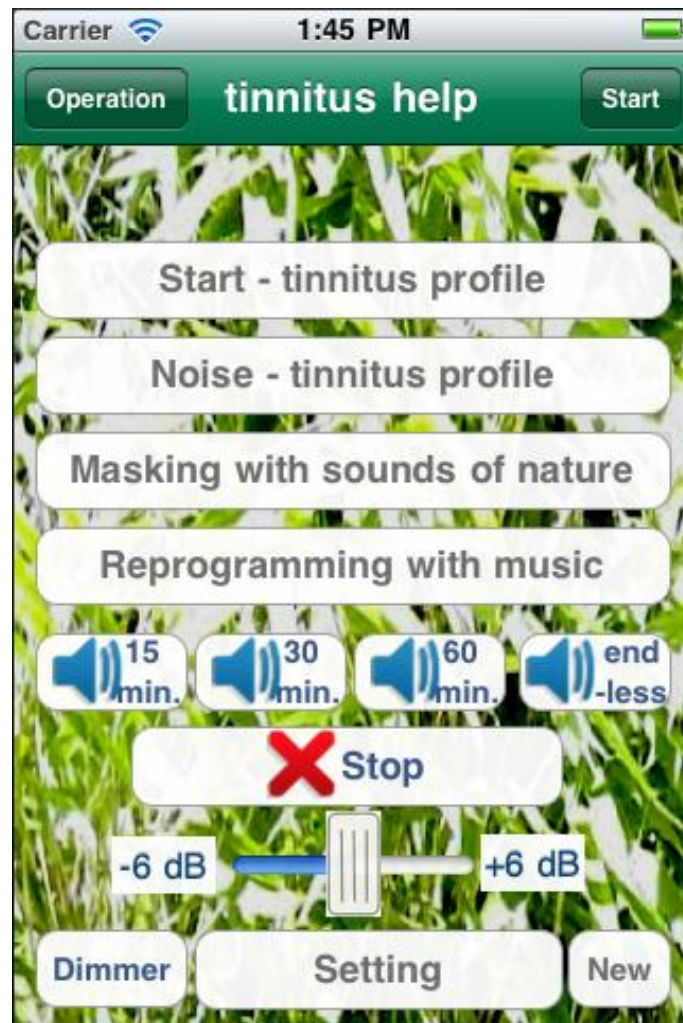 Carrier 1:45 PM
Operation tinnitus help Start
Start - tinnitus profile
Noise - tinnitus profile
Masking with sounds of nature
Reprogramming with music
15 min.
30 min.
60 min.
end -less
Stop
-6 dB +6 dB
Dimmer Setting New